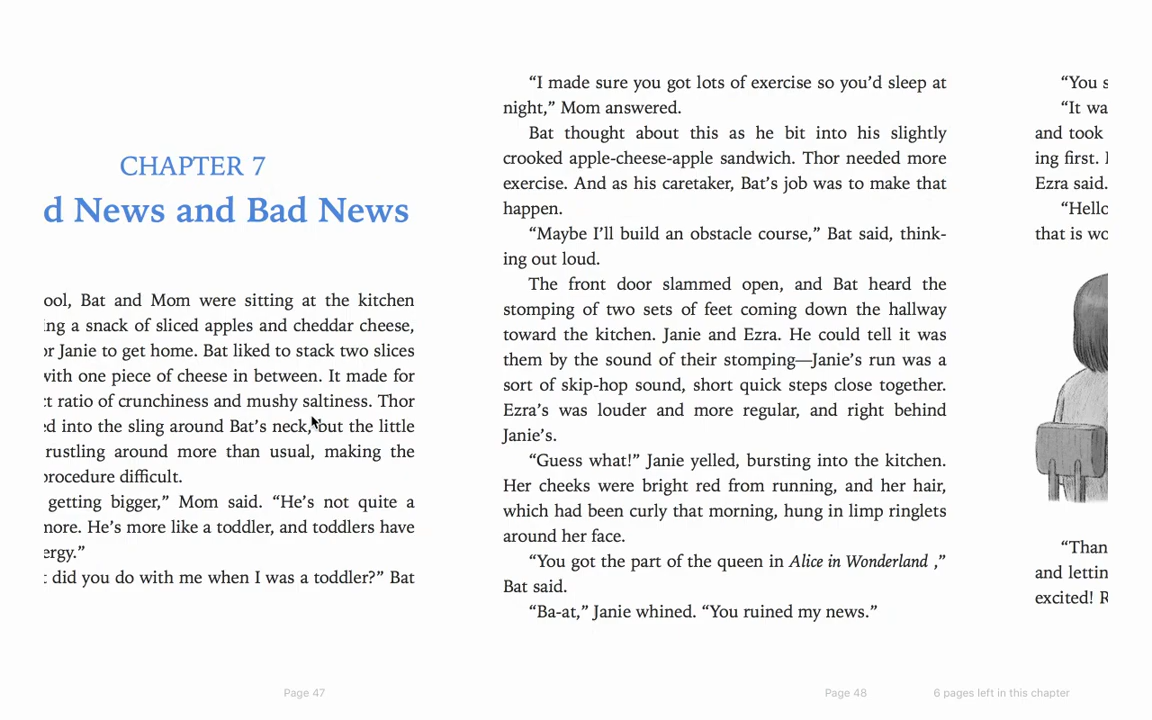 CHAPTER 7
d News and Bad News
ool, Bat and Mom were sitting at the kitchen
ing a snack of sliced apples and cheddar cheese,
or Janie to get home. Bat liked to stack two slices
with one piece of cheese in between. It made for
ct ratio of crunchiness and mushy saltiness. Thor
ed into the sling around Bat’s neck, but the little
rustling around more than usual, making the
procedure difficult.
getting bigger,” Mom said. “He’s not quite a
more. He’s more like a toddler, and toddlers have
ergy.”
t did you do with me when I was a toddler?” Bat
Page 47
“I made sure you got lots of exercise so you’d sleep at
night,” Mom answered.
Bat thought about this as he bit into his slightly
crooked apple-cheese-apple sandwich. Thor needed more
exercise. And as his caretaker, Bat’s job was to make that
happen.
“Maybe I’ll build an obstacle course,” Bat said, think-
ing out loud.
The front door slammed open, and Bat heard the
stomping of two sets of feet coming down the hallway
toward the kitchen. Janie and Ezra. He could tell it was
them by the sound of their stomping—Janie’s run was a
sort of skip-hop sound, short quick steps close together.
Ezra’s was louder and more regular, and right behind
Janie’s.
“Guess what!” Janie yelled, bursting into the kitchen.
Her cheeks were bright red from running, and her hair,
which had been curly that morning, hung in limp ringlets
around her face.
“You got the part of the queen in Alice in Wonderland ,”
Bat said.
“Ba-at,” Janie whined. “You ruined my news.”
Page 48
“You s
“It wa
and took
ing first. I
Ezra said.
“Hello
that is wo
“Than
and lettin
excited! R
6 pages left in this chapter